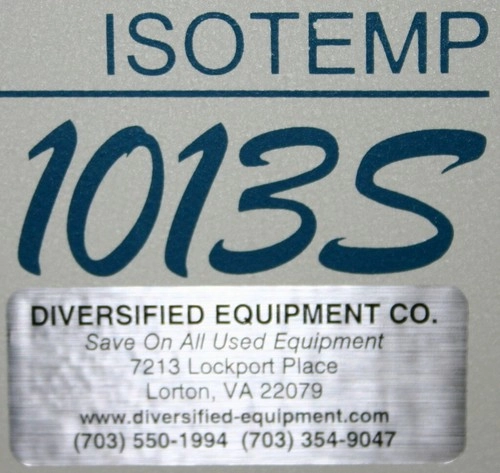 ISOTEMP
1013S
DIVERSIFIED EQUIPMENT CO.
Save On All Used Equipment
7213 Lockport Place
Lorton, VA 22079
www.diversified-equipment.com
(703) 550-1994 (703) 354-9047